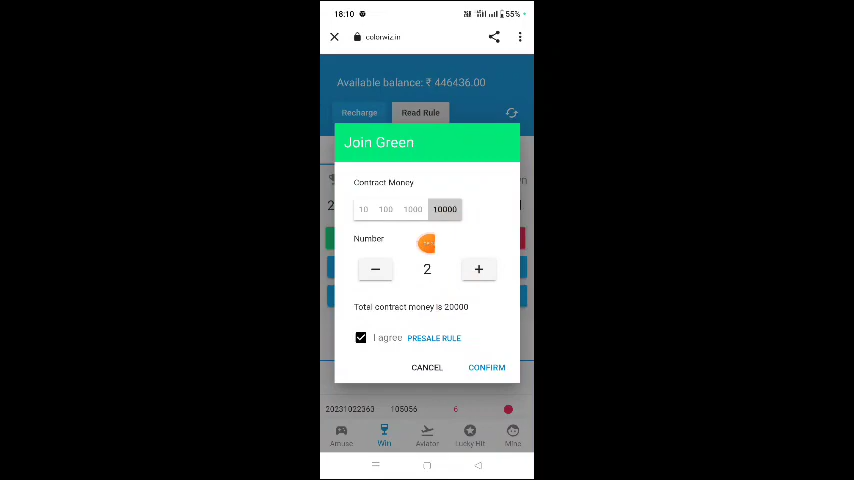 18:10 55%
colorwiz.in
Available balance: ₹ 446436.00
Recharge Read Rule
Join Green
Contract Money
10 100 1000 10000
Number
− 2 +
Total contract money is 20000
I agree PRESALE RULE
CANCEL CONFIRM
20231022363 105056 6
Amuse Win Aviator Lucky Hit Mine